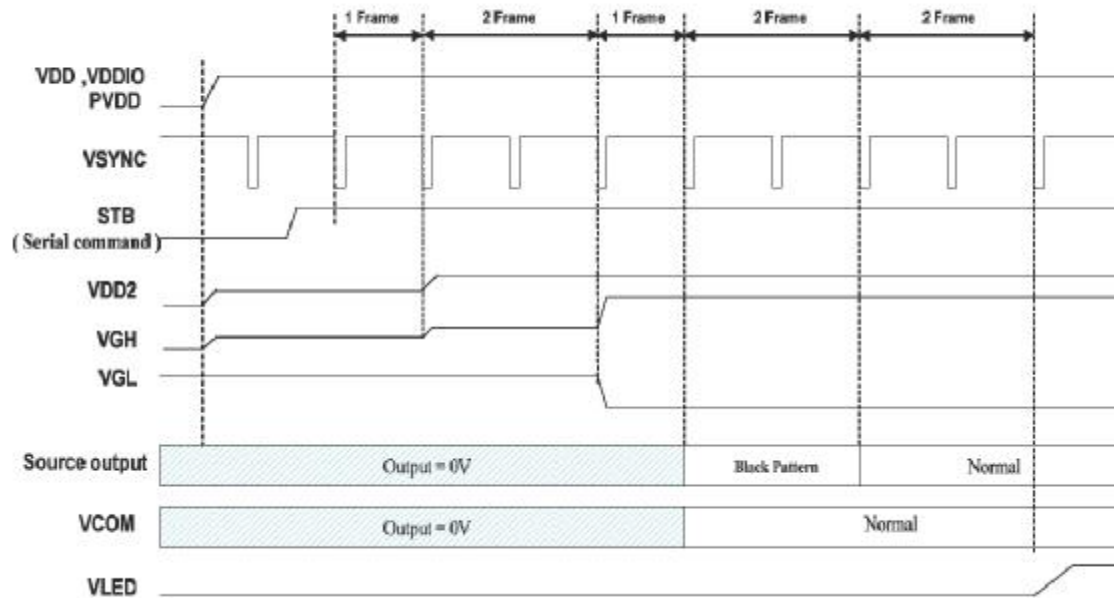 1 Frame
2 Frame
1 Frame
2 Frame
2 Frame
VDD ,VDDIO
PVDD
VSYNC
STB
( Serial command )
VDD2
VGH
VGL
Source output
Output = 0V
Black Pattern
Normal
VCOM
Output = 0V
Normal
VLED